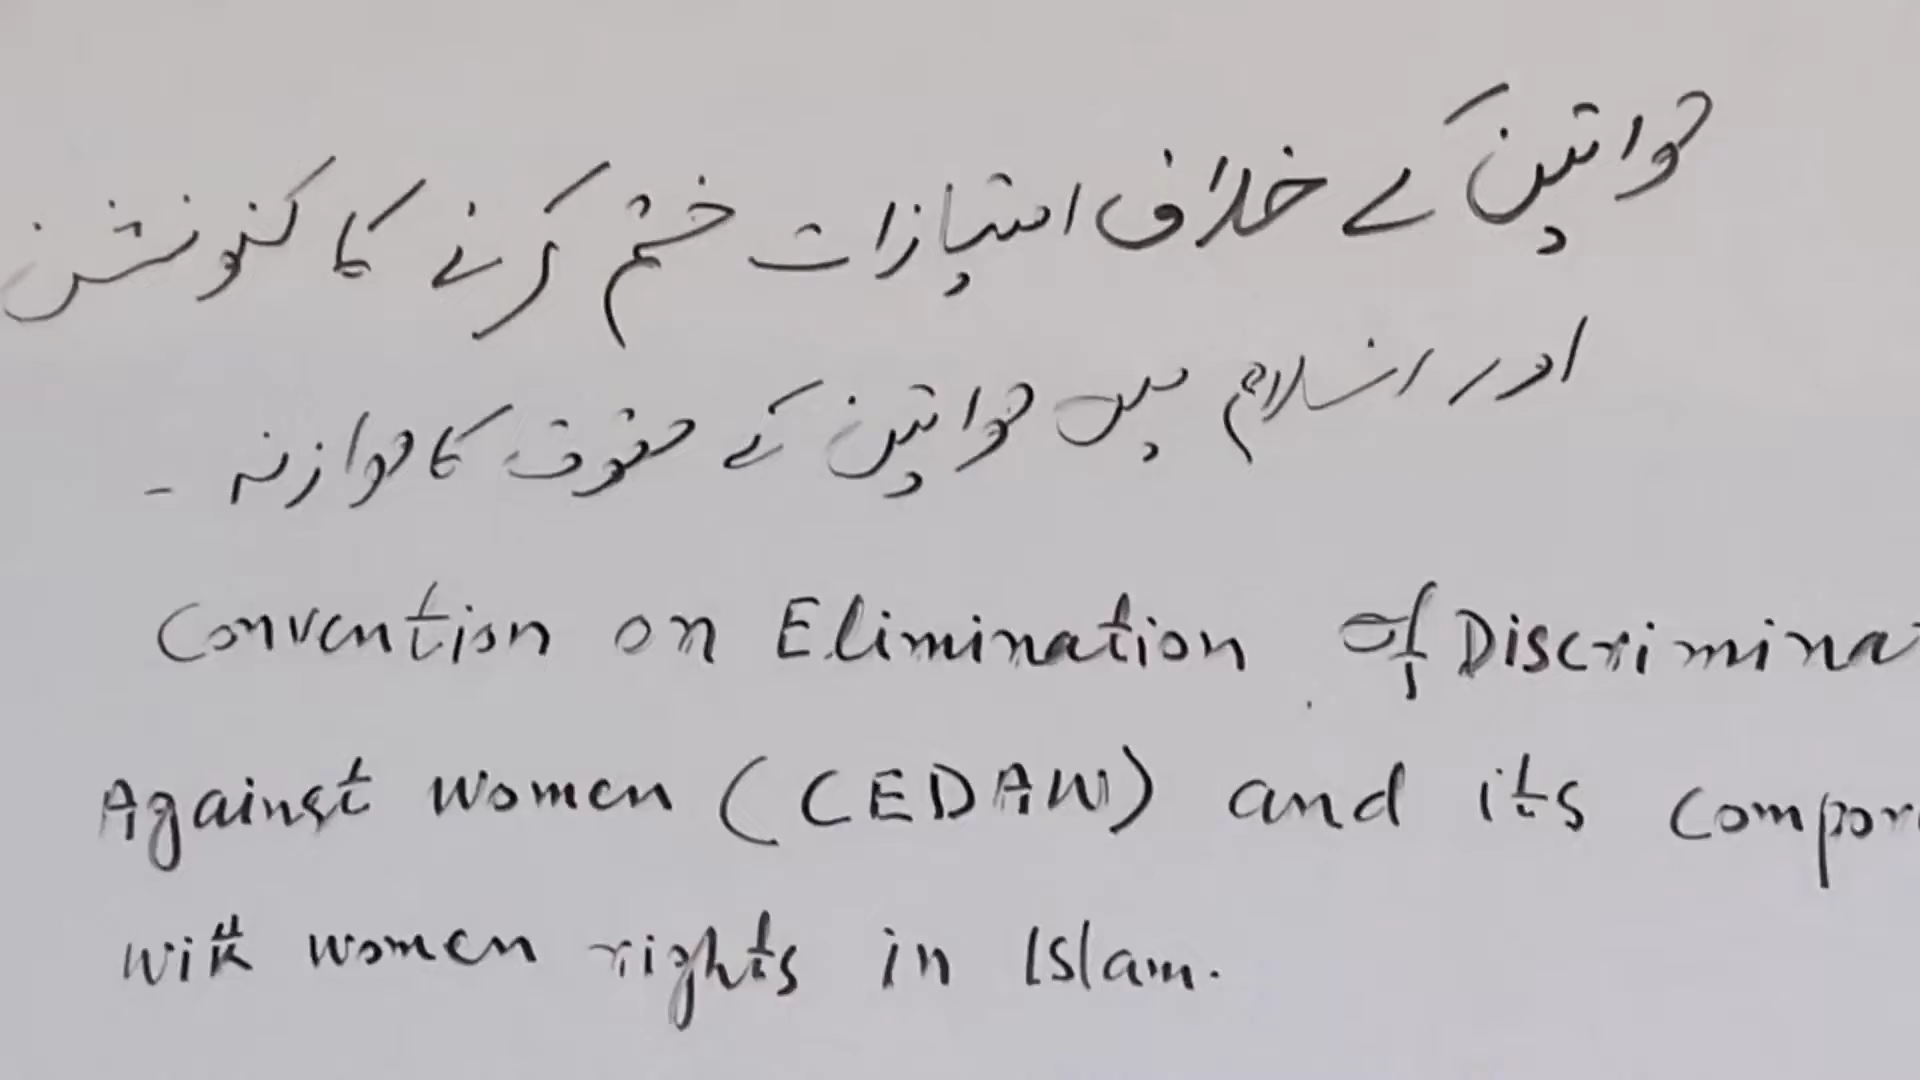 خواتین کے خلاف امتیازات ختم کرنے کا کنونشن
اور اسلام میں خواتین کے حقوق کا موازنہ ۔
Convention on Elimination of Discrimina
Against women (CEDAW) and its compar
with women rights in Islam.